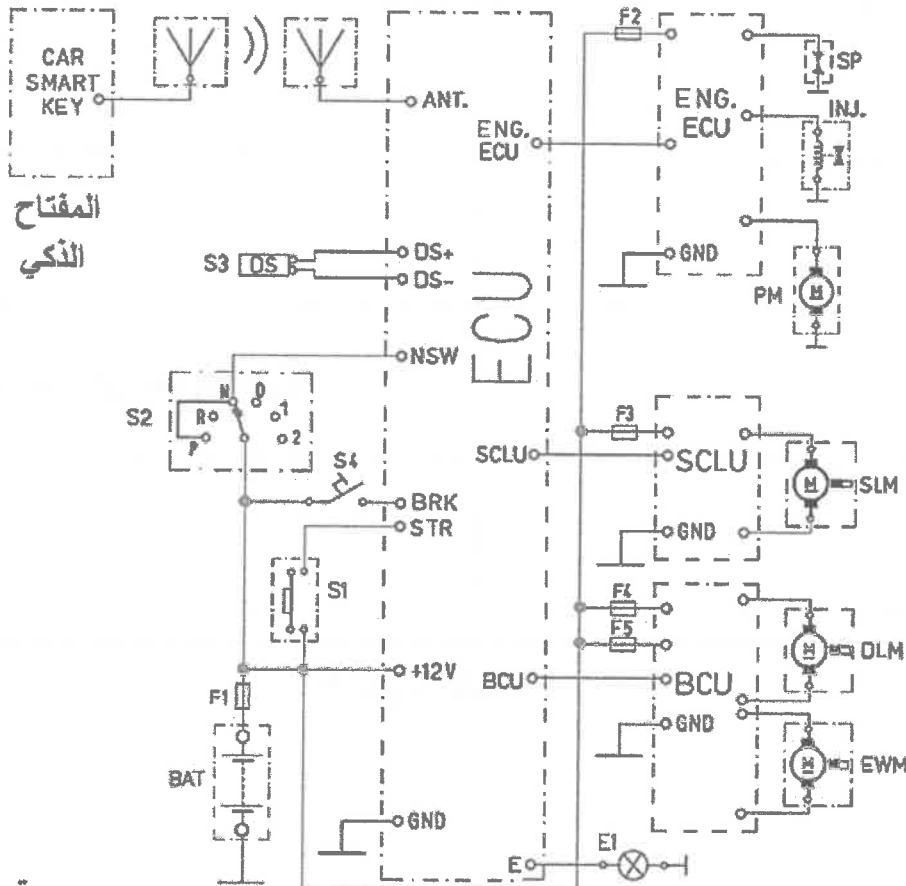 CAR
SMART
KEY
المفتاح
الذكي
ANT.
ENG.
ECU
DS+
DS-
S3
DS
ECU
NSW
S2
N
D
R
1
P
2
S4
BRK
STR
S1
SCLU
+12V
BCU
F1
BAT
GND
E
E1
F2
ENG.
ECU
GND
SP
INJ.
PM
M
F3
SCLU
GND
M
SLM
F4
F5
BCU
GND
M
DLM
M
EWM